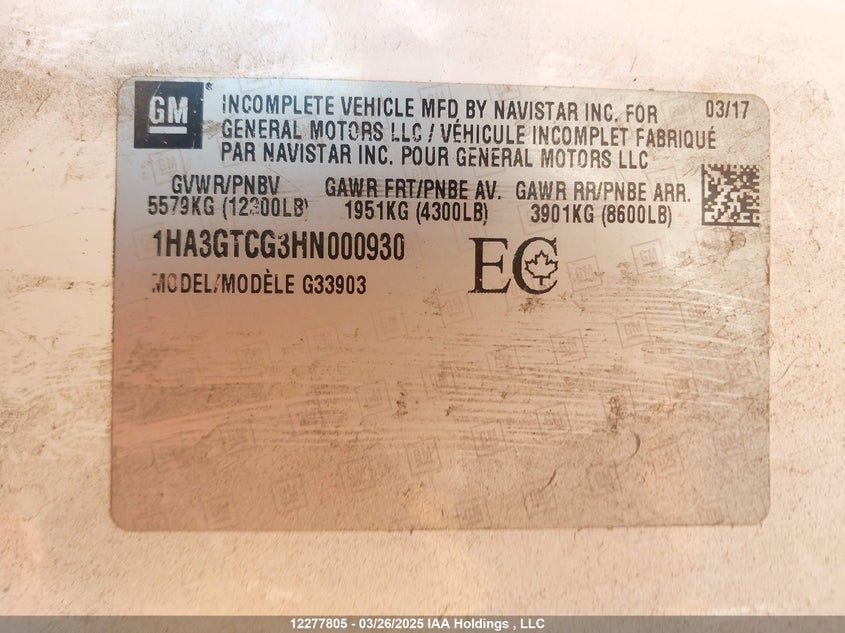 GM
INCOMPLETE VEHICLE MFD BY NAVISTAR INC. FOR
03/17
GENERAL MOTORS LLC / VÉHICULE INCOMPLET FABRIQUÉ
PAR NAVISTAR INC. POUR GENERAL MOTORS LLC
GVWR/PNBV GAWR FRT/PNBE AV. GAWR RR/PNBE ARR.
5579KG (12300LB) 1951KG (4300LB) 3901KG (8600LB)
1HA3GTCG3HN000930
EC
MODEL/MODÈLE G33903
12277805 - 03/26/2025 IAA Holdings , LLC